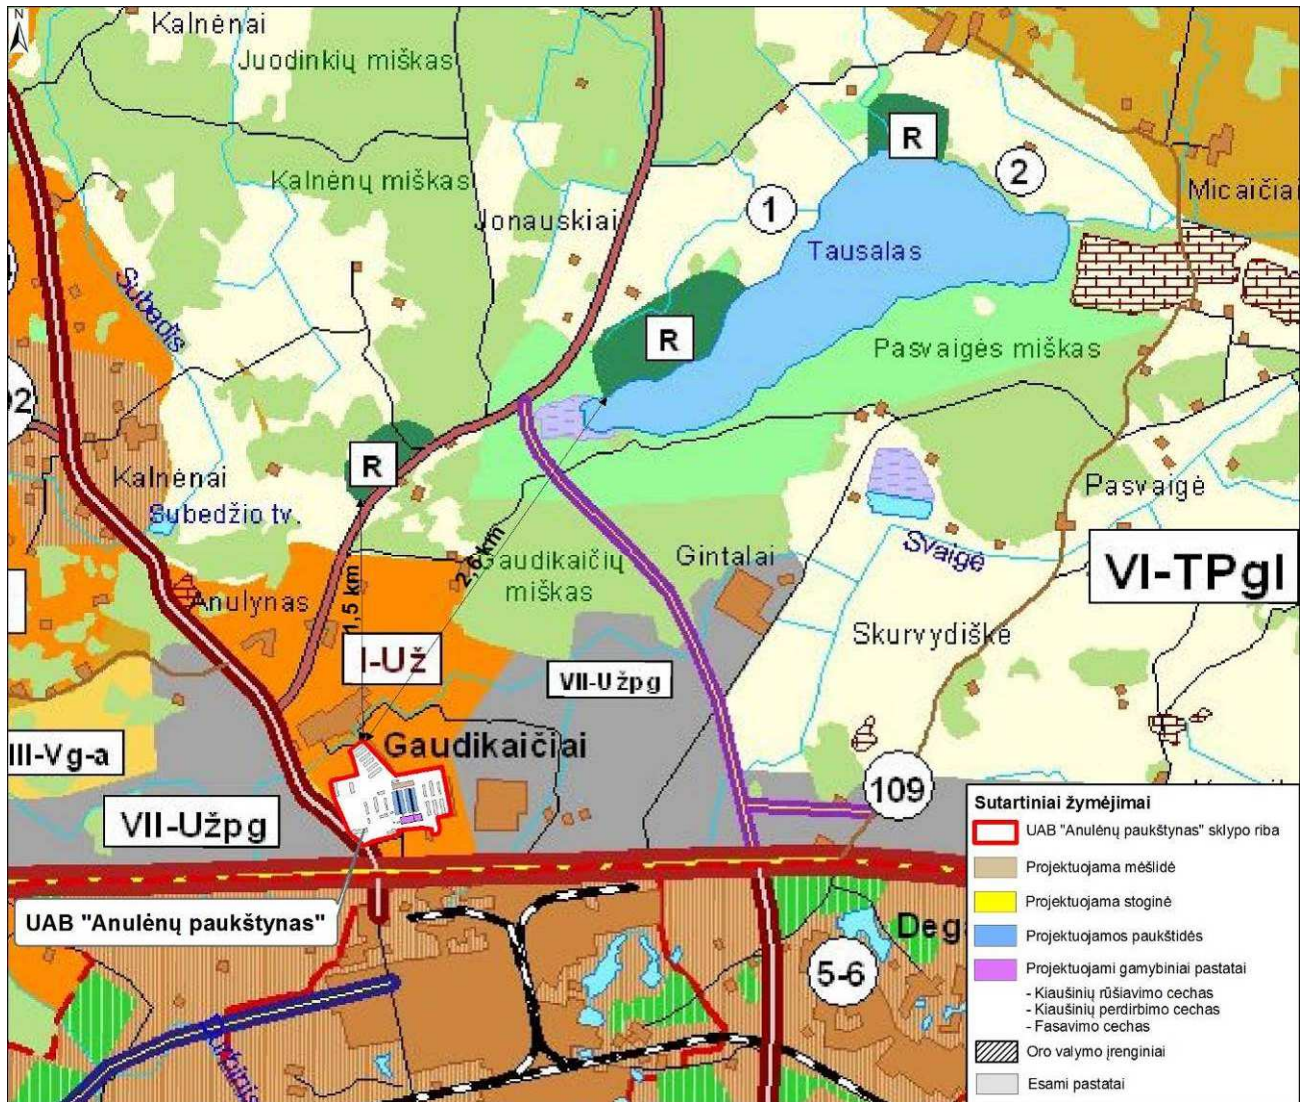 N
Kalnėnai
Juodinkių miškas
R
2
Kalnėnų miškas
Micaičiai
1
Jonauskiai
Tausalas
Subedis
R
Pasvaigės miškas
R
Kalnėnai
Pasvaigė
Subedžio tv.
Svaigė
Gintalai
VI-TPgl
2,6 km
Gaudikaičių
miškas
1,5 km
Anulynas
Skurvydiškė
I-Už
VII-Užpg
Gaudikaičiai
III-Vg-a
109
VII-Užpg
UAB "Anulėnų paukštynas"
5-6
Sutartiniai žymėjimai
UAB "Anulėnų paukštynas" sklypo riba
Projektuojama mėšlidė
Projektuojama stoginė
Projektuojamos paukštidės
Projektuojami gamybiniai pastatai
- Kiaušinių rūšiavimo cechas
- Kiaušinių perdirbimo cechas
- Fasavimo cechas
Oro valymo įrenginiai
Esami pastatai